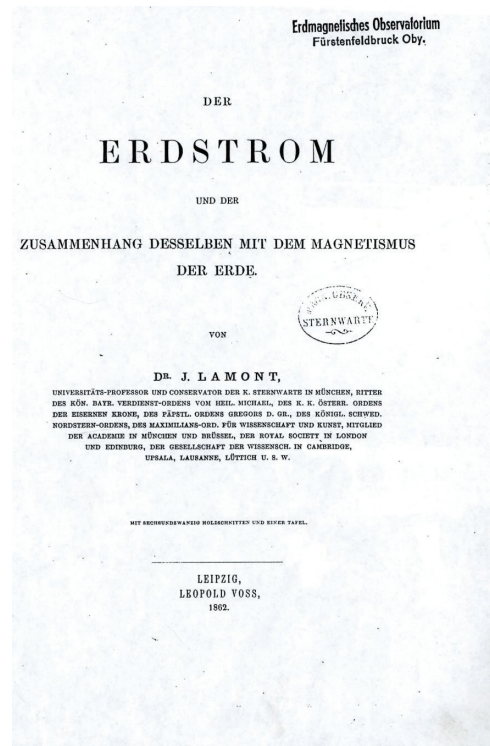 Erdmagnetisches Observatorium
Fürstenfeldbruck Oby.
DER
ERDSTROM
UND DER
ZUSAMMENHANG DESSELBEN MIT DEM MAGNETISMUS
DER ERDE.
STERNWARTE
VON
DR. J. LAMONT,
UNIVERSITÄTS-PROFESSOR UND CONSERVATOR DER K. STERNWARTE IN MÜNCHEN, RITTER
DES KÖN. BAYR. VERDIENST-ORDENS VOM HEIL. MICHAEL, DES K. K. ÖSTERR. ORDENS
DER EISERNEN KRONE, DES PÄPSTL. ORDENS GREGORS D. GR., DES KÖNIGL. SCHWED.
NORDSTERN-ORDENS, DES MAXIMILIANS-ORD. FÜR WISSENSCHAFT UND KUNST, MITGLIED
DER ACADEMIE IN MÜNCHEN UND BRÜSSEL, DER ROYAL SOCIETY IN LONDON
UND EDINBURG, DER GESELLSCHAFT DER WISSENSCH. IN CAMBRIDGE,
UPSALA, LAUSANNE, LÜTTICH U. S. W.
MIT SECHSUNDZWANZIG HOLZSCHNITTEN UND EINER TAFEL.
LEIPZIG,
LEOPOLD VOSS,
1862.